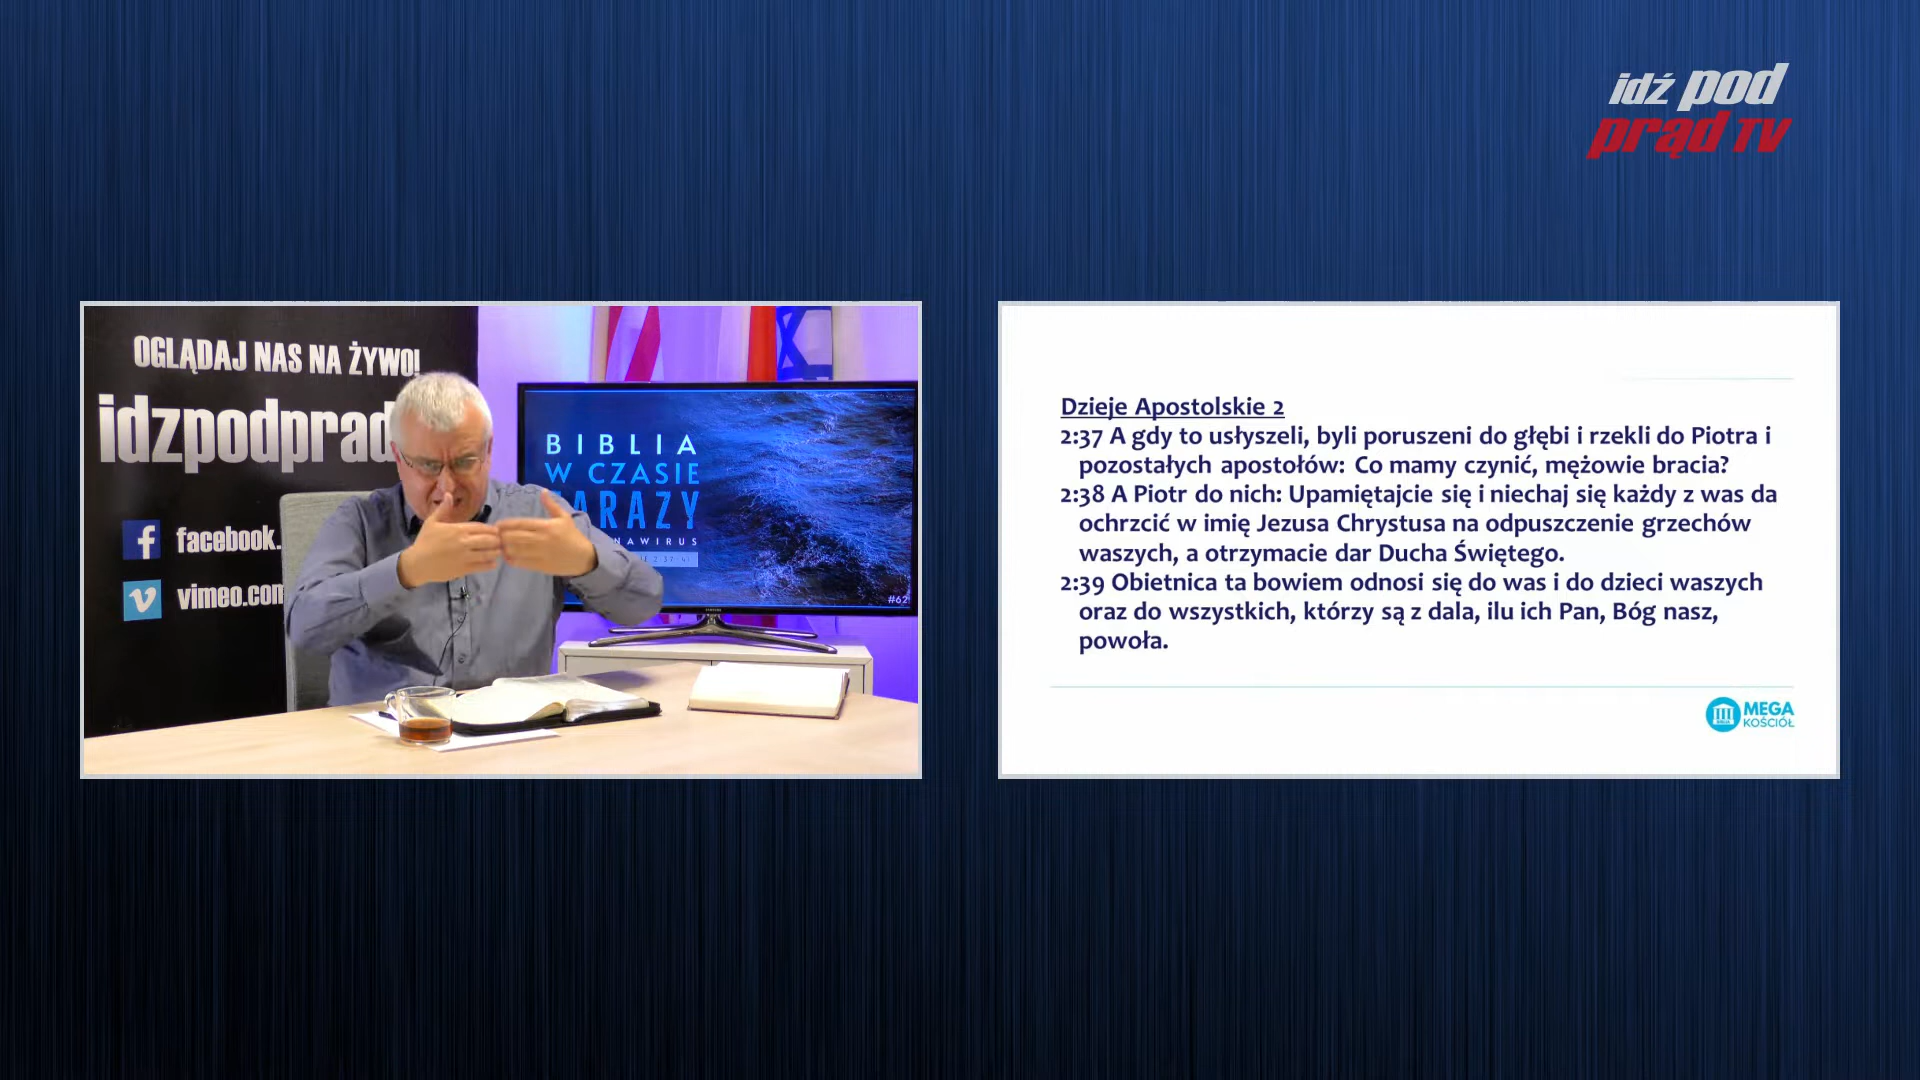 idź pod
prąd TV
OGLĄDAJ NAS NA ŻYWO!
idzpodprad
facebook.
vimeo.com
BIBLIA
W CZASIE
ARAZY
NAWIRUS
#62
SAMSUNG
Dzieje Apostolskie 2
2:37 A gdy to usłyszeli, byli poruszeni do głębi i rzekli do Piotra i
pozostałych apostołów: Co mamy czynić, mężowie bracia?
2:38 A Piotr do nich: Upamiętajcie się i niechaj się każdy z was da
ochrzcić w imię Jezusa Chrystusa na odpuszczenie grzechów
waszych, a otrzymacie dar Ducha Świętego.
2:39 Obietnica ta bowiem odnosi się do was i do dzieci waszych
oraz do wszystkich, którzy są z dala, ilu ich Pan, Bóg nasz,
powoła.
MEGA
KOŚCIÓŁ